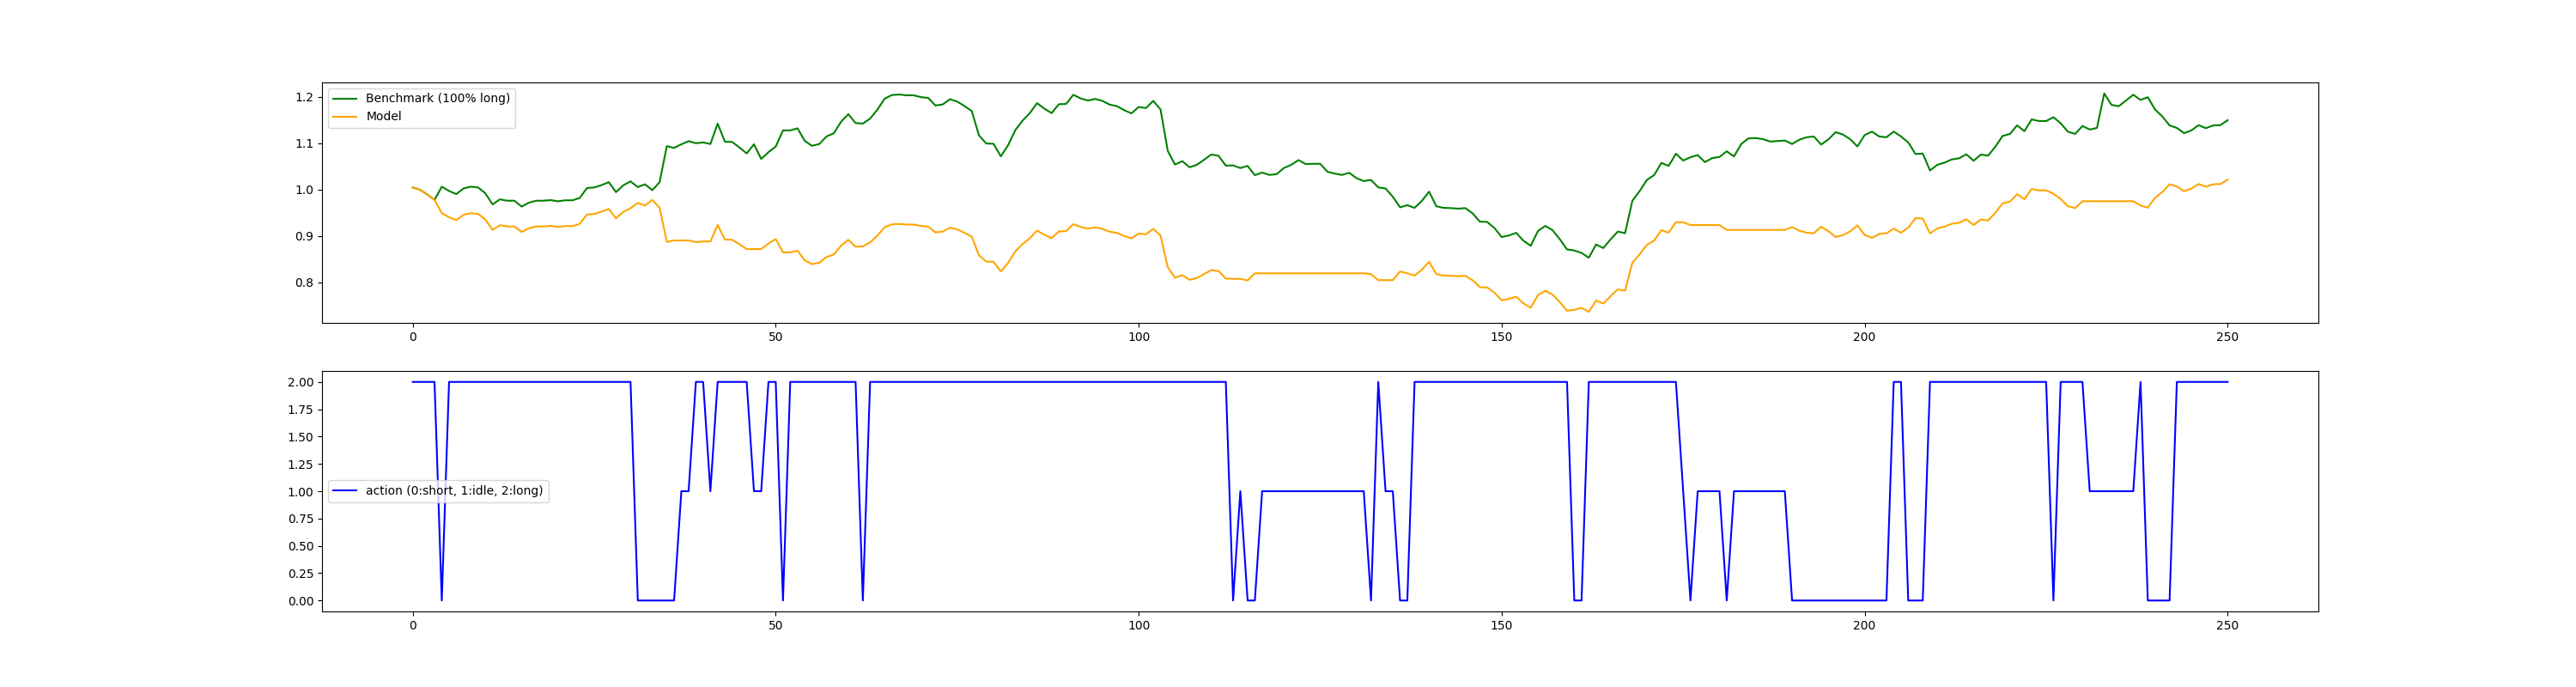 1.2
1.1
1.0
0.9
0.8
Benchmark (100% long)
Model
0 50 100 150 200 250
2.00
1.75
1.50
1.25
1.00
0.75
0.50
0.25
0.00
action (0:short, 1:idle, 2:long)
0 50 100 150 200 250